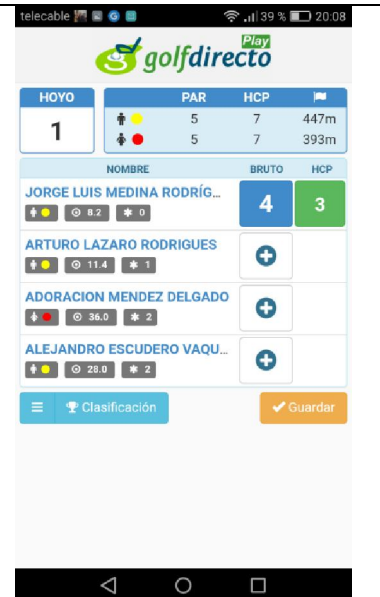 telecable 39 % 20:08
Play
golfdirecto
HOYO PAR HCP
1 5 7 447m
5 7 393m
NOMBRE BRUTO HCP
JORGE LUIS MEDINA RODRÍG...
8.2 0 4 3
ARTURO LAZARO RODRIGUES
11.4 1
ADORACION MENDEZ DELGADO
36.0 2
ALEJANDRO ESCUDERO VAQU...
28.0 2
Clasificación Guardar